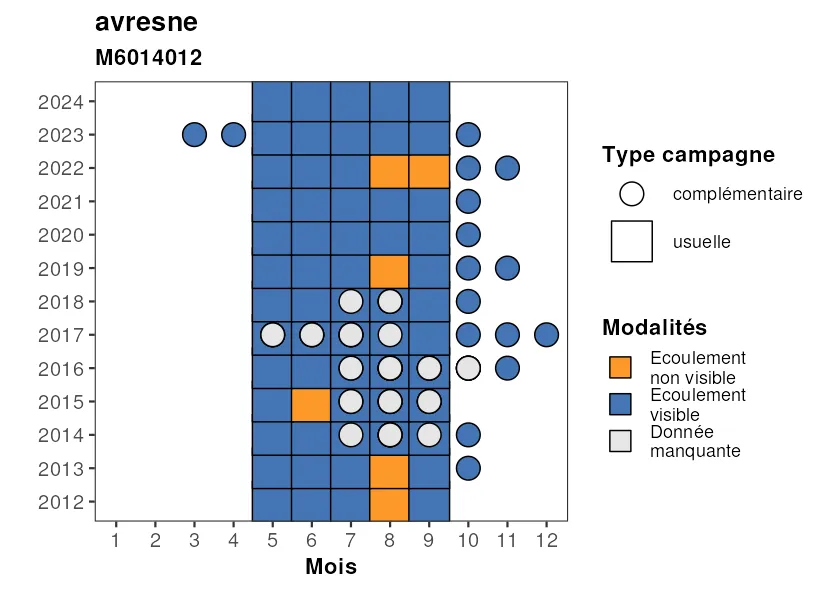 avresne
M6014012
2024
2023
2022
2021
2020
2019
2018
2017
2016
2015
2014
2013
2012
1 2 3 4 5 6 7 8 9 10 11 12
Mois
Type campagne
complémentaire
usuelle
Modalités
Ecoulement
non visible
Ecoulement
visible
Donnée
manquante